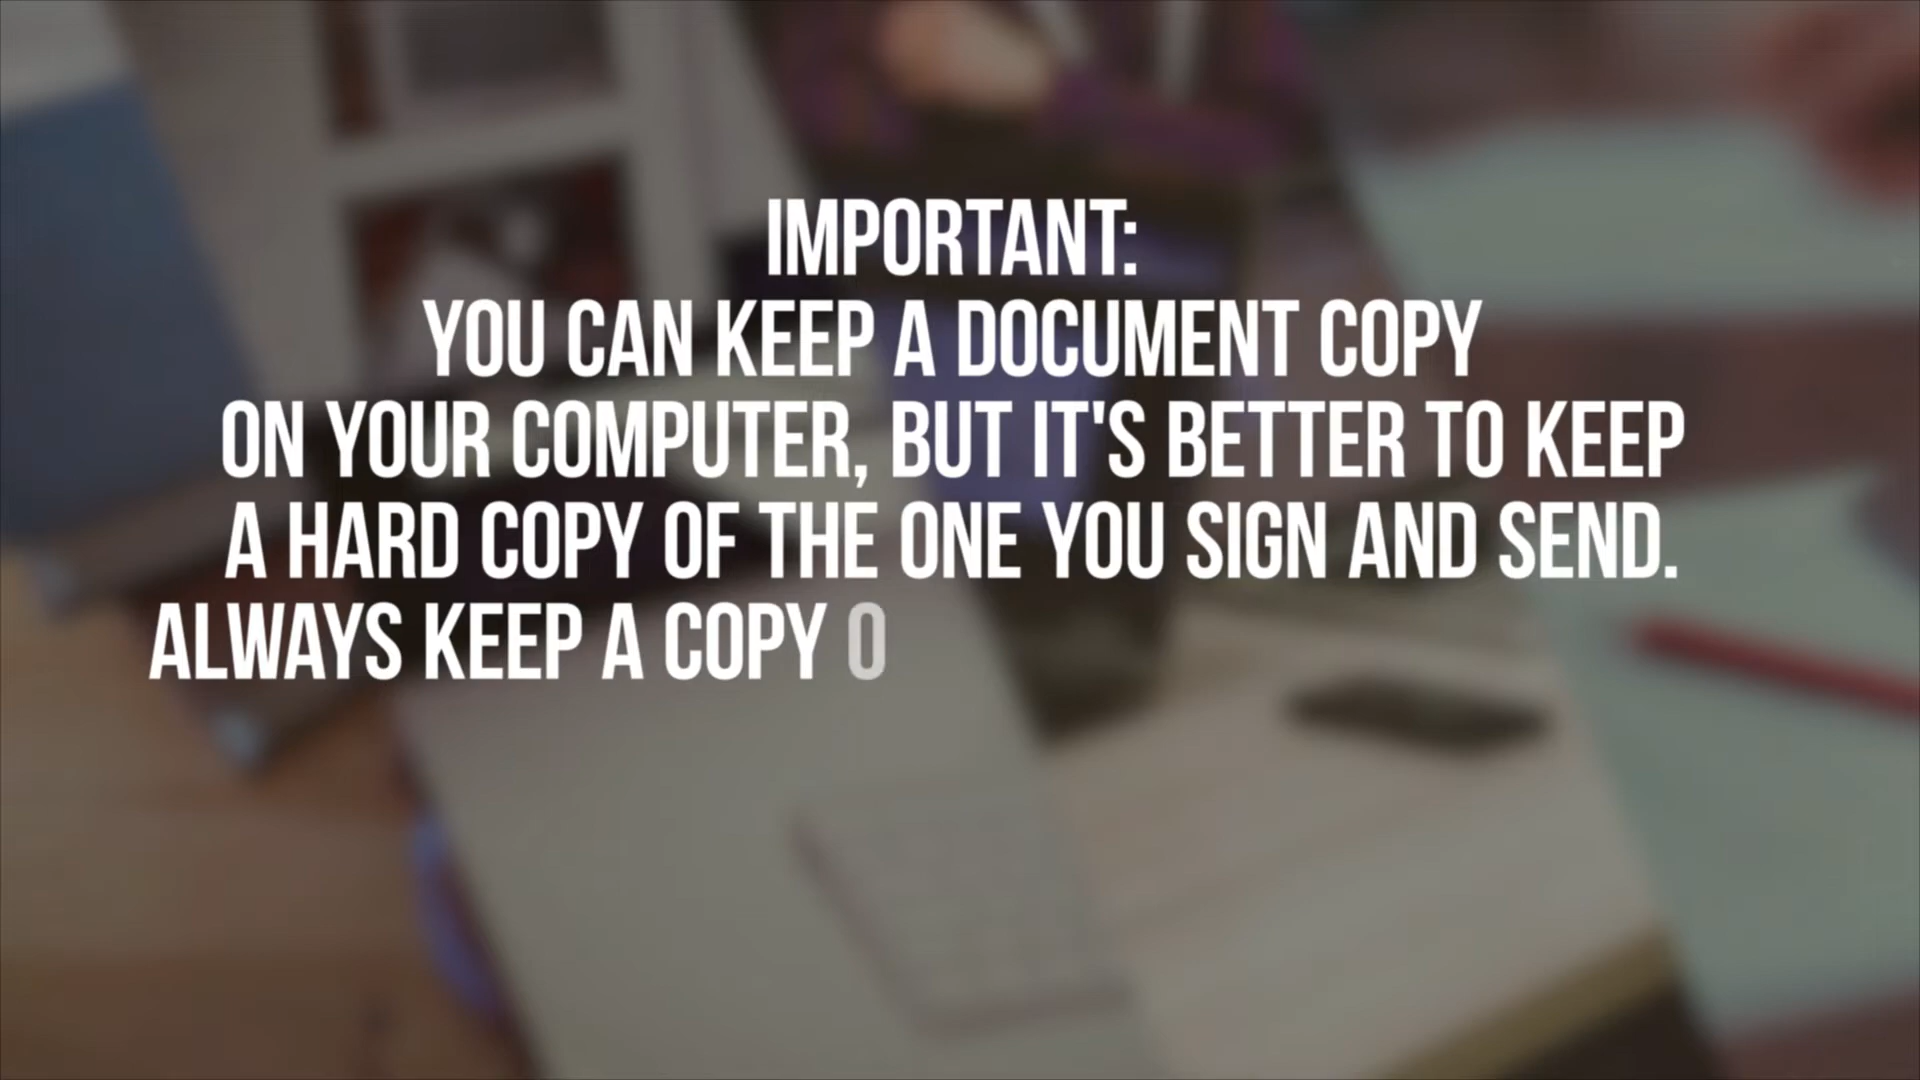 IMPORTANT:
YOU CAN KEEP A DOCUMENT COPY
ON YOUR COMPUTER, BUT IT'S BETTER TO KEEP
A HARD COPY OF THE ONE YOU SIGN AND SEND.
ALWAYS KEEP A COPY O